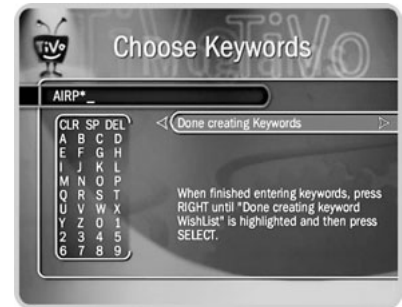 TiVo
Choose Keywords
AIRP*_
CLR SP DEL
A B C D
E F G H
I J K L
M N O P
Q R S T
U V W X
Y Z 0 1
2 3 4 5
6 7 8 9
Done creating Keywords
When finished entering keywords, press
RIGHT until "Done creating keyword
WishList" is highlighted and then press
SELECT.